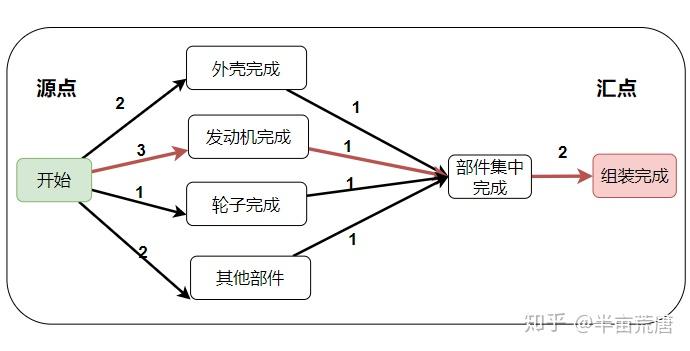 源点
汇点
外壳完成
发动机完成
开始
轮子完成
其他部件
部件集中
完成
组装完成
2
3
1
2
1
1
1
1
2
知乎 @半亩荒唐